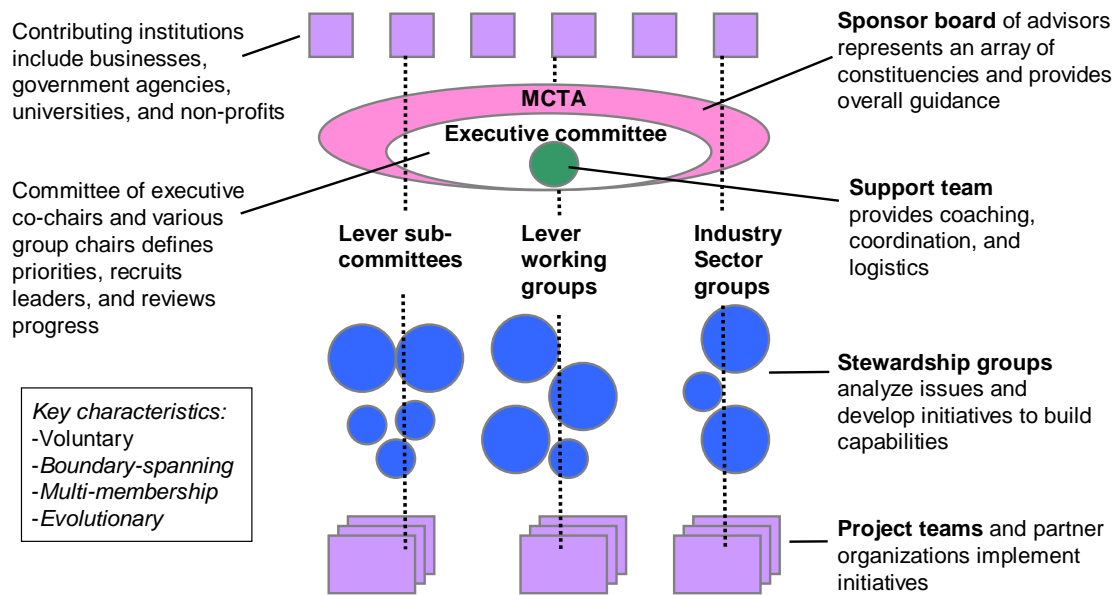 Contributing institutions
include businesses,
government agencies,
universities, and non-profits
Sponsor board of advisors
represents an array of
constituencies and provides
overall guidance
MCTA
Executive committee
Committee of executive
co-chairs and various
group chairs defines
priorities, recruits
leaders, and reviews
progress
Support team
provides coaching,
coordination, and
logistics
Lever sub-
committees
Lever
working
groups
Industry
Sector
groups
Stewardship groups
analyze issues and
develop initiatives to build
capabilities
Key characteristics:
-Voluntary
-Boundary-spanning
-Multi-membership
-Evolutionary
Project teams and partner
organizations implement
initiatives